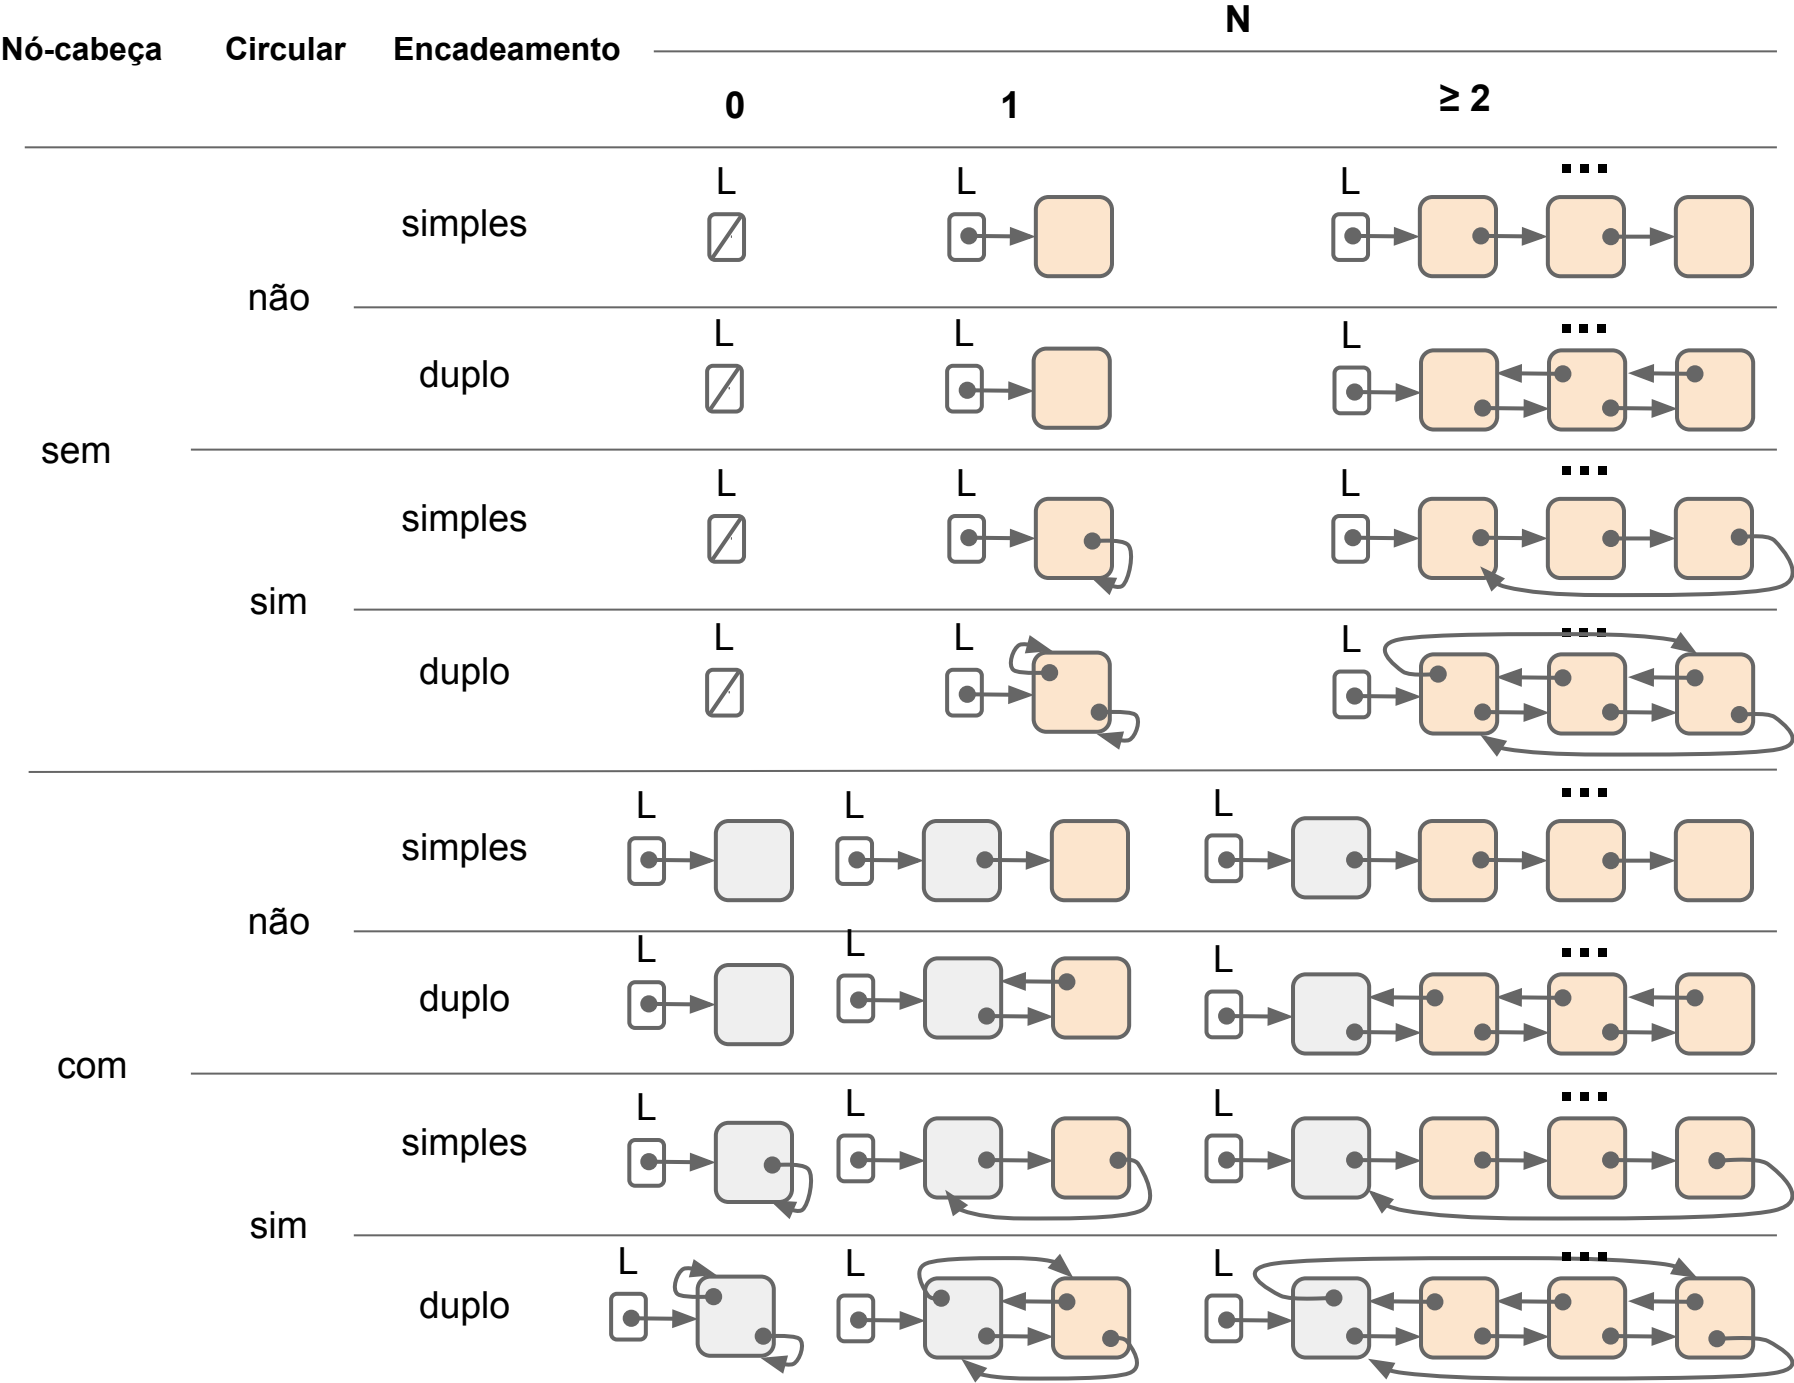 N
Nó-cabeça Circular Encadeamento
0 1 ≥ 2
...
L L L
simples
não
...
L L L
duplo
sem
...
L L L
simples
sim
...
L L L
duplo
...
L L L
simples
não
...
L L L
duplo
com
...
L L L
simples
sim
...
L L L
duplo